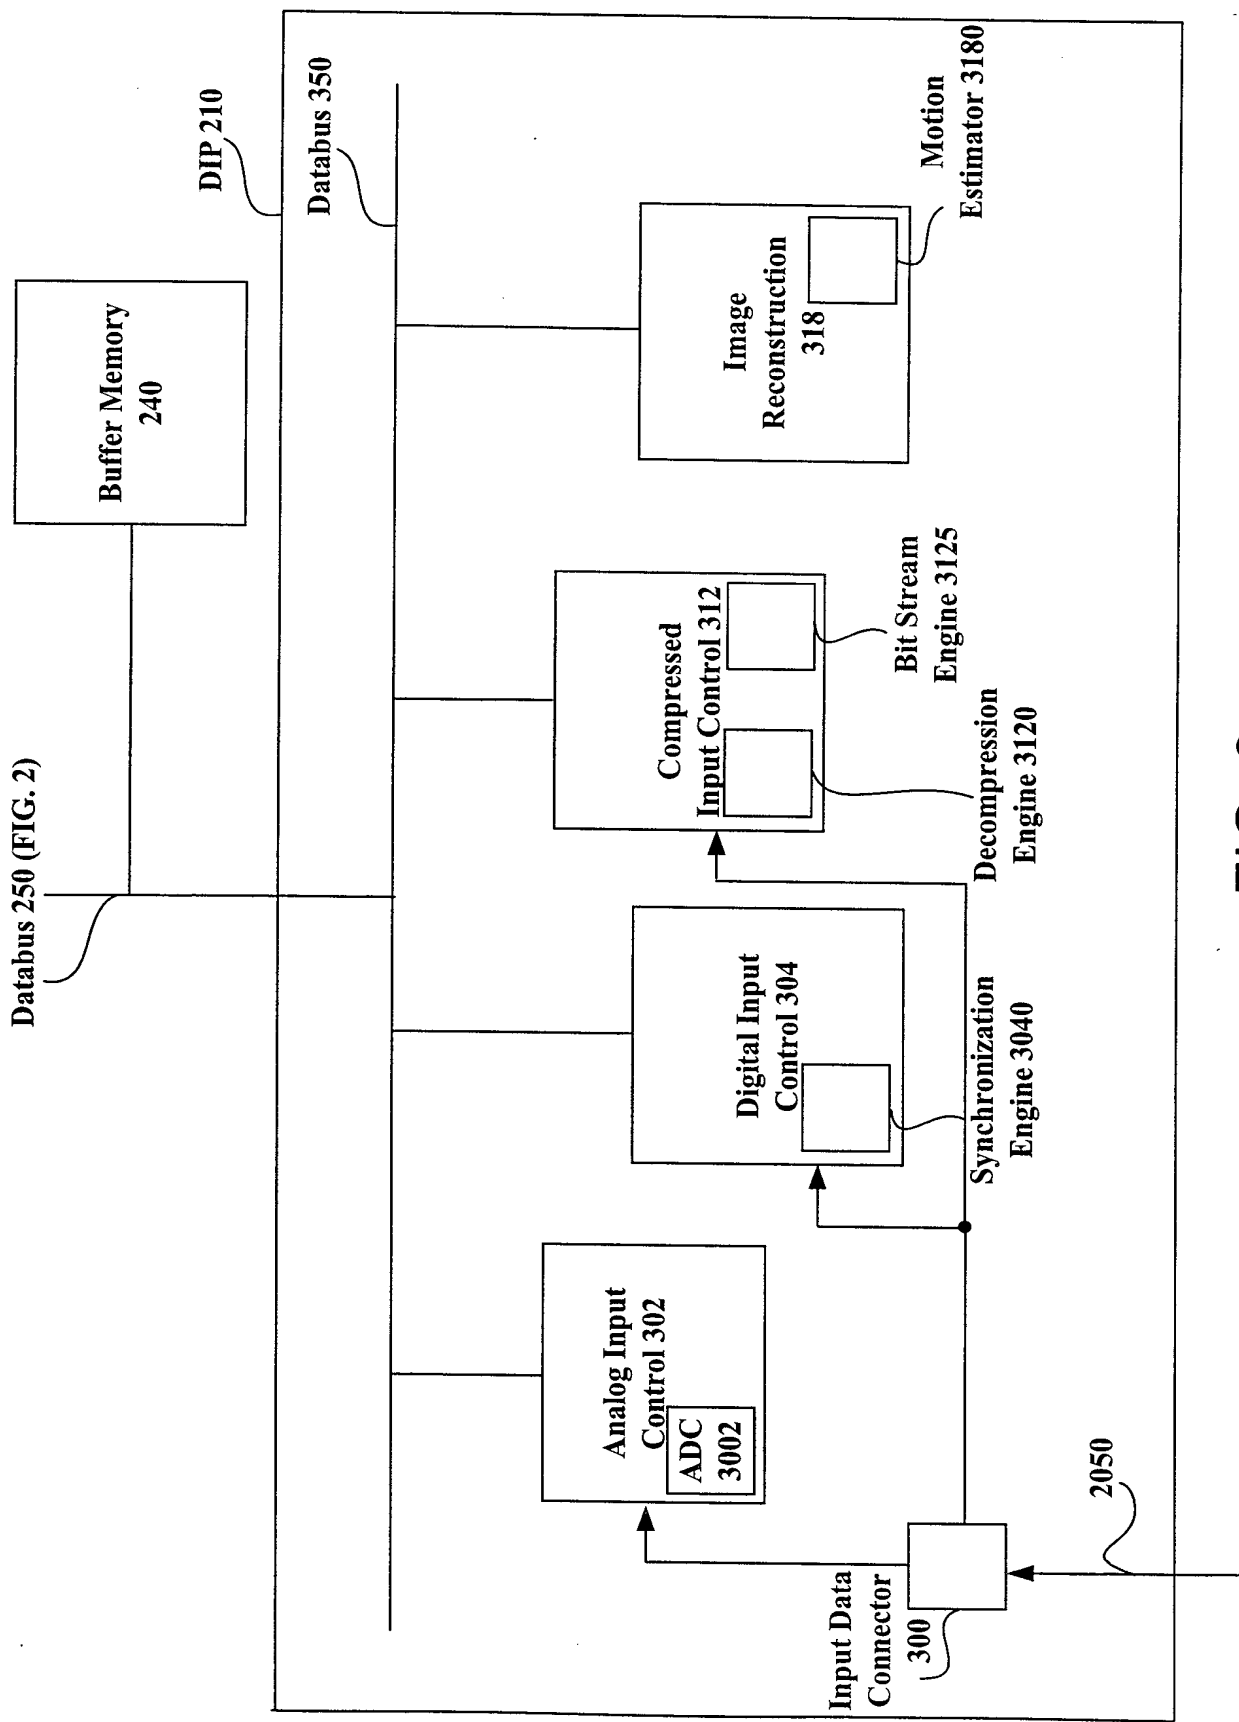 Databus 250 (FIG. 2)
Buffer Memory
240
DIP 210
Databus 350
Analog Input
Control 302
ADC
3002
Digital Input
Control 304
Compressed
Input Control 312
Image
Reconstruction
318
Input Data
Connector
300
2050
Synchronization
Engine 3040
Decompression
Engine 3120
Bit Stream
Engine 3125
Motion
Estimator 3180